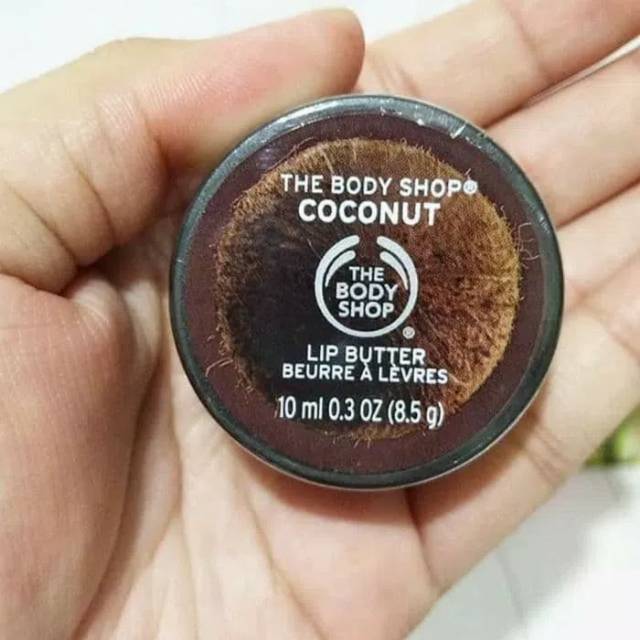 THE BODY SHOP®
COCONUT
THE
BODY
SHOP
®
LIP BUTTER
BEURRE À LÈVRES
10 ml 0.3 OZ (8.5 g)